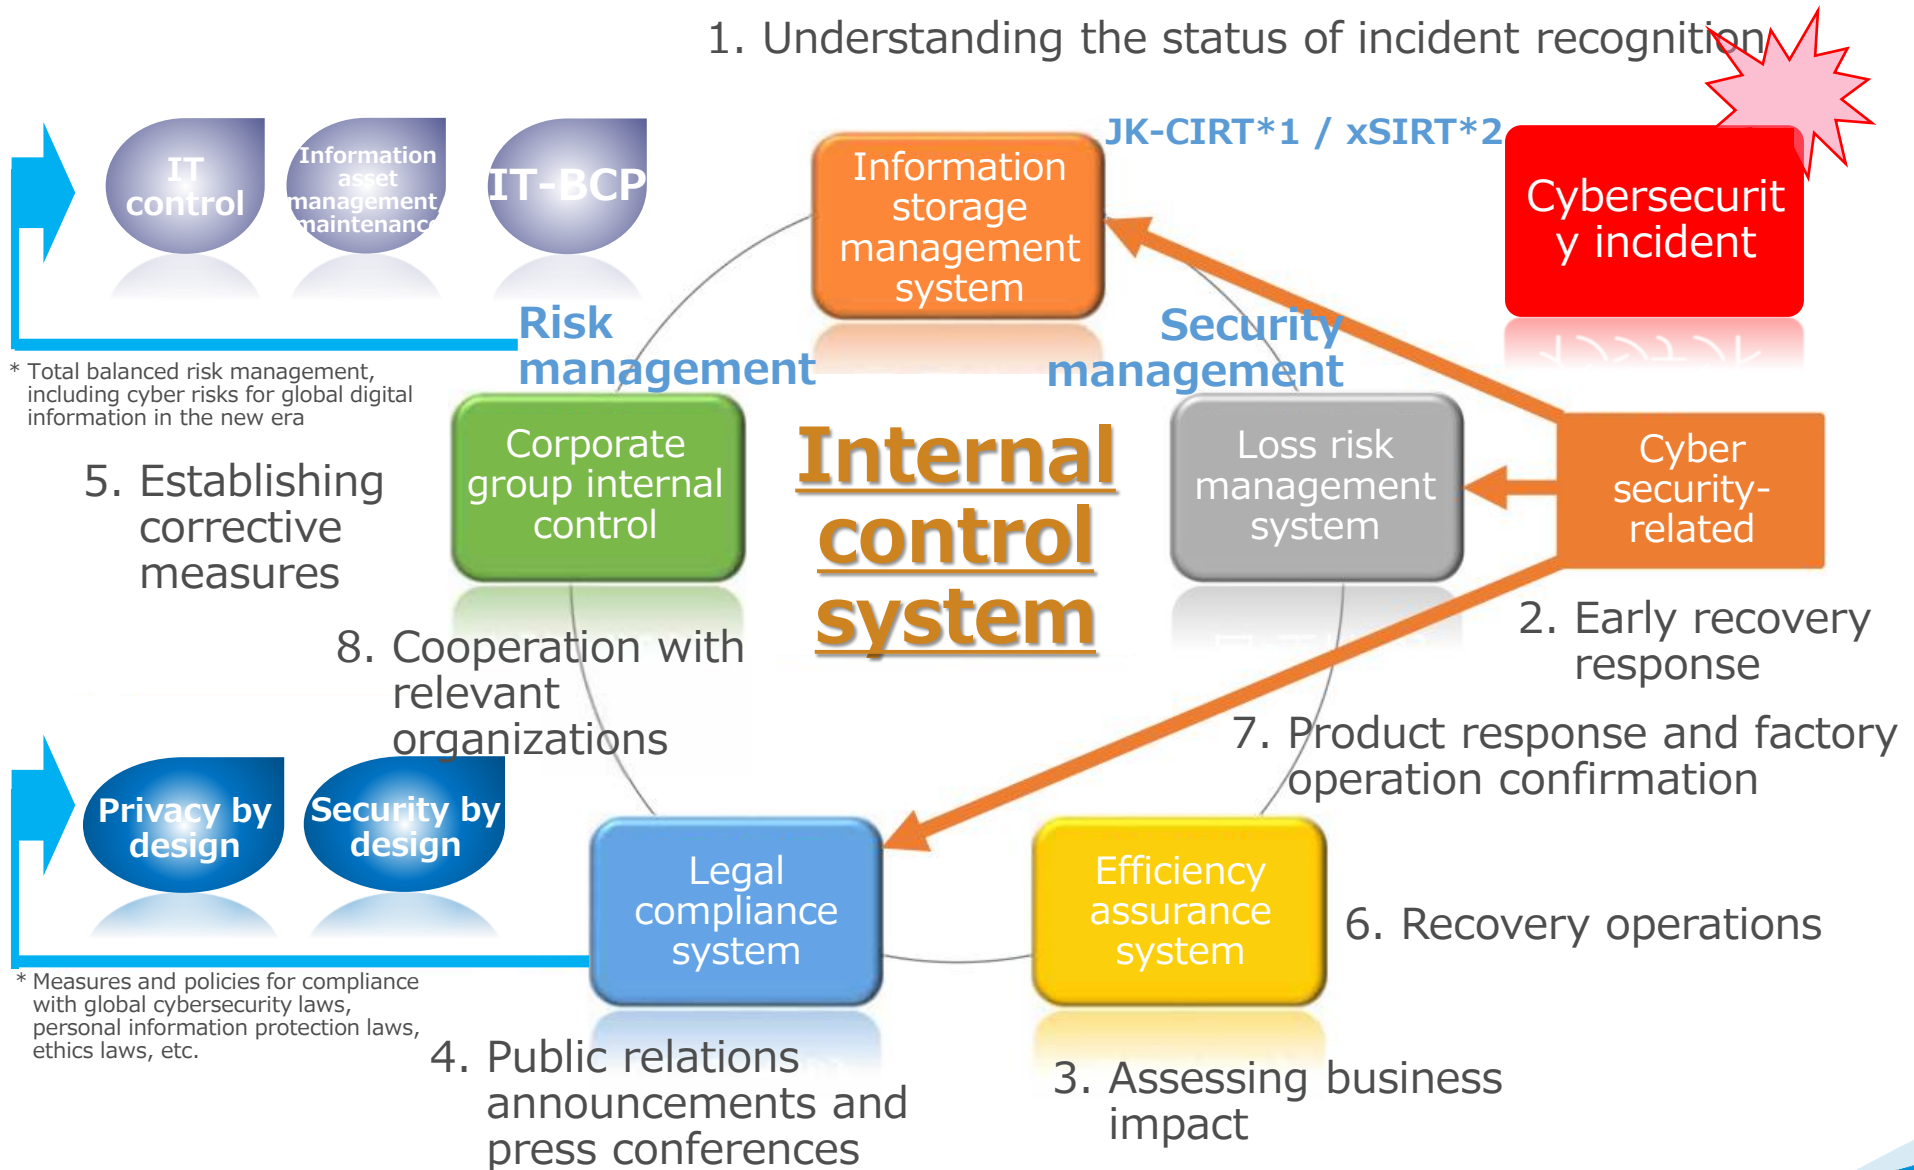 1. Understanding the status of incident recognition
JK-CIRT*1 / xSIRT*2
IT
control
Information
asset
management,
maintenance
IT-BCP
Information
storage
management
system
Cybersecurit
y incident
Risk
management
Security
management
* Total balanced risk management,
including cyber risks for global digital
information in the new era
Corporate
group internal
control
Internal
control
system
Loss risk
management
system
Cyber
security-
related
5. Establishing
corrective
measures
2. Early recovery
response
8. Cooperation with
relevant
organizations
7. Product response and factory
operation confirmation
Privacy by
design
Security by
design
Legal
compliance
system
Efficiency
assurance
system
6. Recovery operations
* Measures and policies for compliance
with global cybersecurity laws,
personal information protection laws,
ethics laws, etc.
4. Public relations
announcements and
press conferences
3. Assessing business
impact